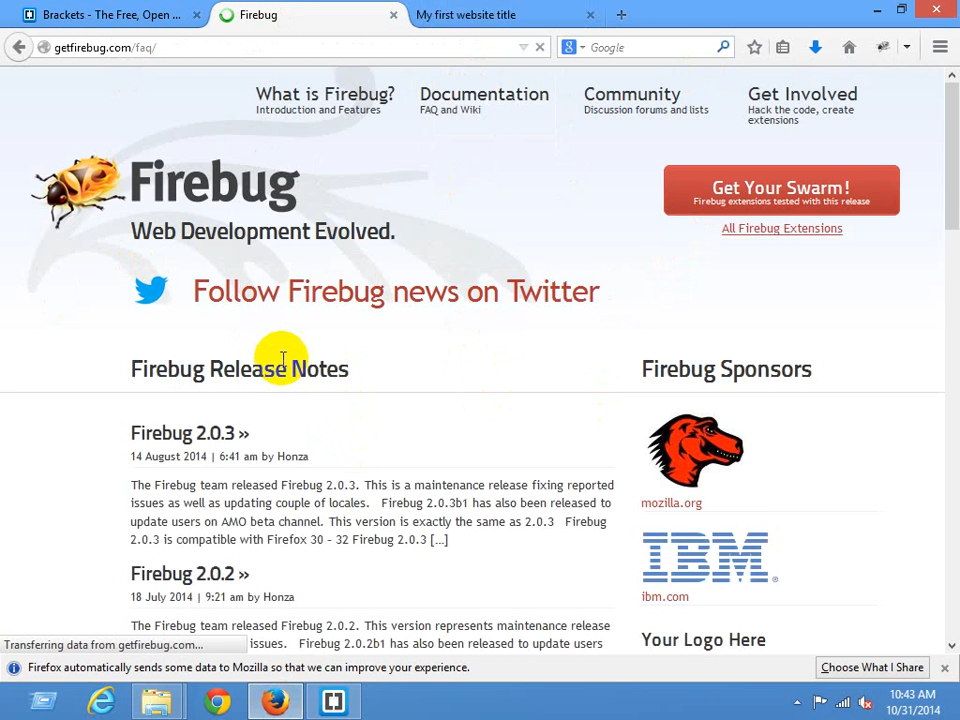 Brackets - The Free, Open ...
Firebug
My first website title
getfirebug.com/faq/
Google
What is Firebug?
Introduction and Features
Documentation
FAQ and Wiki
Community
Discussion forums and lists
Get Involved
Hack the code, create
extensions
Firebug
Web Development Evolved.
Get Your Swarm!
Firebug extensions tested with this release
All Firebug Extensions
Follow Firebug news on Twitter
Firebug Release Notes
Firebug Sponsors
Firebug 2.0.3 »
14 August 2014 | 6:41 am by Honza
The Firebug team released Firebug 2.0.3. This is a maintenance release fixing reported
issues as well as updating couple of locales. Firebug 2.0.3b1 has also been released to
update users on AMO beta channel. This version is exactly the same as 2.0.3 Firebug
2.0.3 is compatible with Firefox 30 – 32 Firebug 2.0.3 [...]
mozilla.org
IBM
ibm.com
Firebug 2.0.2 »
18 July 2014 | 9:21 am by Honza
The Firebug team released Firebug 2.0.2. This version represents maintenance release
issues. Firebug 2.0.2b1 has also been released to update users
Your Logo Here
Transferring data from getfirebug.com...
Firefox automatically sends some data to Mozilla so that we can improve your experience.
Choose What I Share
10:43 AM
10/31/2014